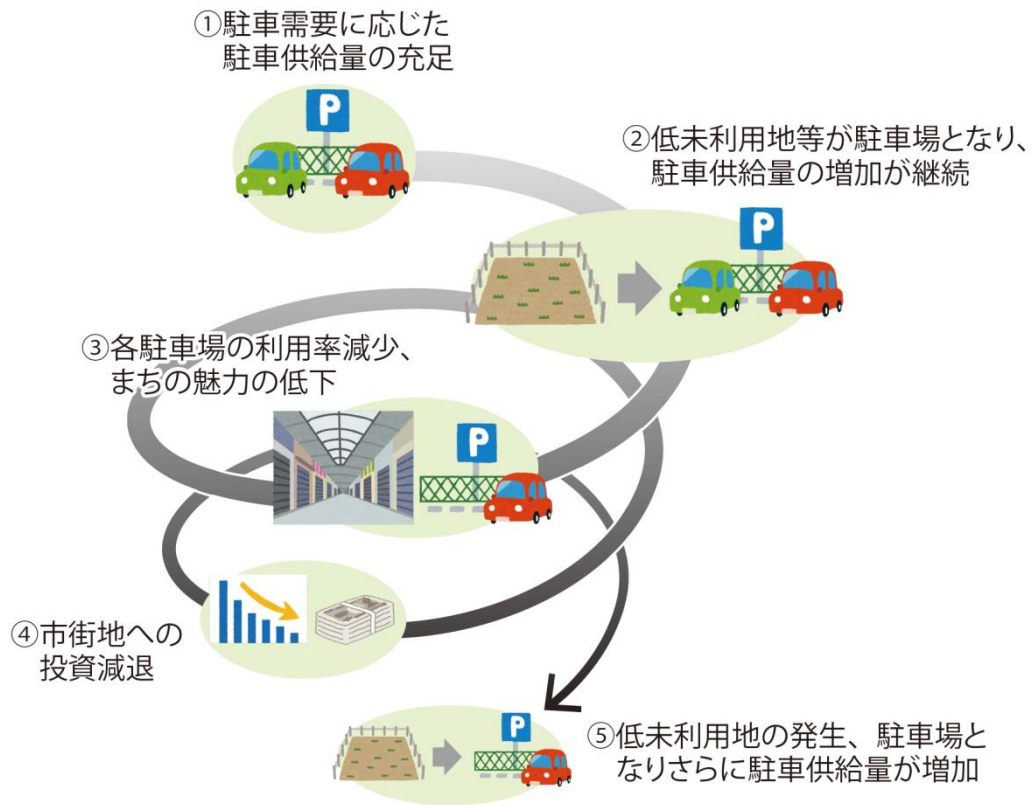 ①駐車需要に応じた
駐車供給量の充足
P
②低未利用地等が駐車場となり、
駐車供給量の増加が継続
P
③各駐車場の利用率減少、
まちの魅力の低下
P
④市街地への
投資減退
P
⑤低未利用地の発生、駐車場と
なりさらに駐車供給量が増加